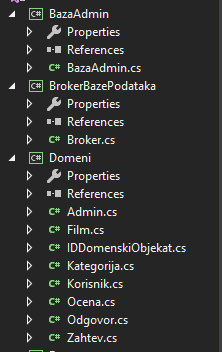 C# BazaAdmin
Properties
References
C# BazaAdmin.cs
C# BrokerBazePodataka
Properties
References
C# Broker.cs
C# Domeni
Properties
References
C# Admin.cs
C# Film.cs
C# IDDomenskiObjekat.cs
C# Kategorija.cs
C# Korisnik.cs
C# Ocena.cs
C# Odgovor.cs
C# Zahtev.cs